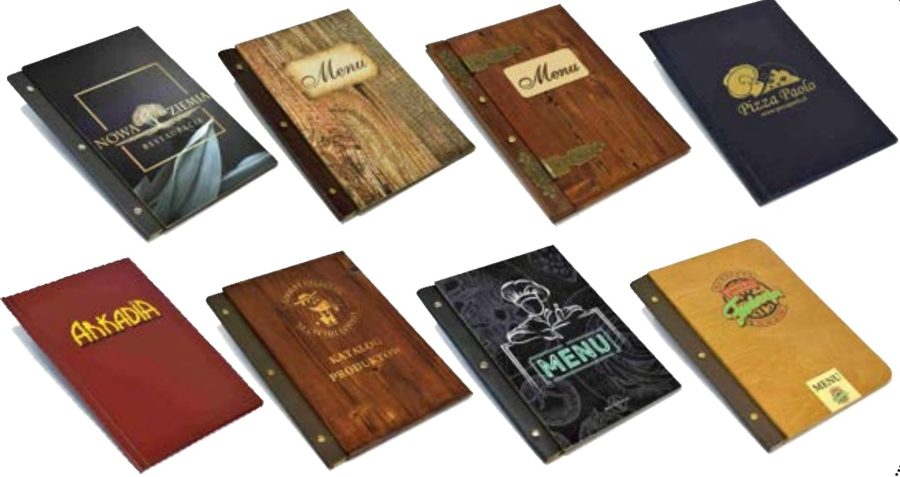 NOWA ZIEMIA
RESTAURACJA
Menu
Menu
Pizza Paolo
ARKADIA
KATALOG
PRODUKTÓW
MENU
MENU